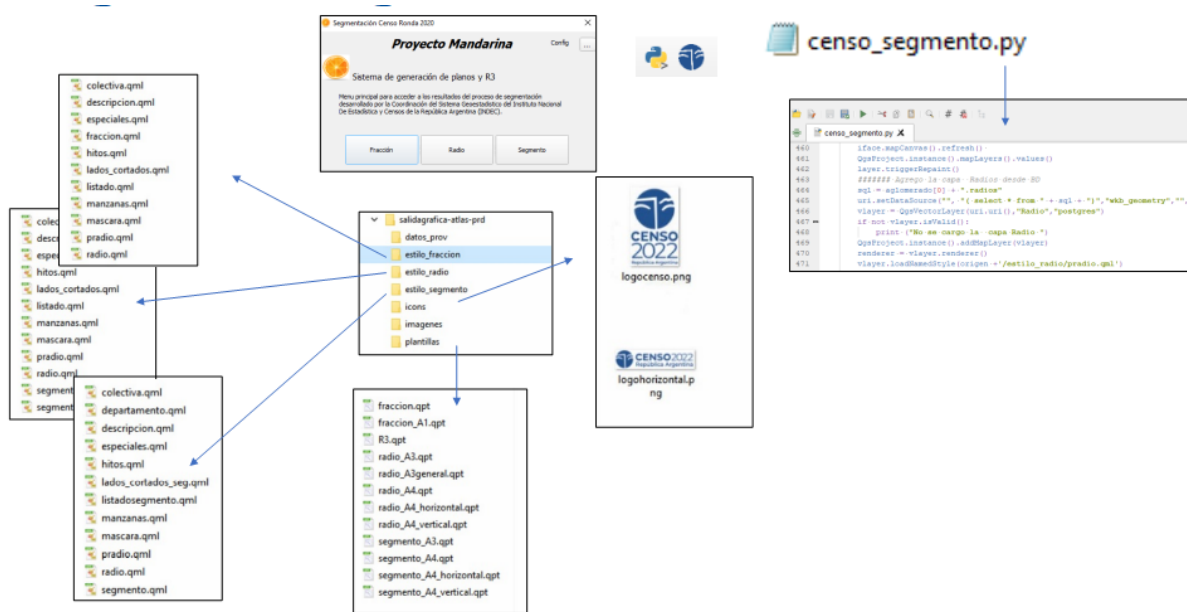 Segmentación Censo Ronda 2020
Proyecto Mandarina
Config
...
Sistema de generación de planos y R3
Menu principal para acceder a los resultados del proceso de segmentación
desarrollado por la Coordinación del Sistema Geoestadístico del Instituto Nacional
De Estadística y Censos de la República Argentina (INDEC).
Fracción
Radio
Segmento
censo_segmento.py
censo_segmento.py
460 iface.mapCanvas().refresh()
461 QgsProject.instance().mapLayers().values()
462 layer.triggerRepaint()
463 ####### Agrego la capa Radios desde BD
464 sql = aglomerado[0] + ".radios"
465 uri.setDataSource("", "( select * from "+ sql + ")","wkb_geometry","",
466 vlayer = QgsVectorLayer(uri.uri(),"Radio","postgres")
467 if not vlayer.isValid():
468 print ("No se cargo la capa Radio ")
469 QgsProject.instance().addMapLayer(vlayer)
470 renderer = vlayer.renderer()
471 vlayer.loadNamedStyle(origen +'/estilo_radio/pradio.qml')
colectiva.qml
descripcion.qml
especiales.qml
fraccion.qml
hitos.qml
lados_cortados.qml
listado.qml
manzanas.qml
mascara.qml
pradio.qml
radio.qml
colec
desc
espe
hitos.qml
lados_cortados.qml
listado.qml
manzanas.qml
mascara.qml
pradio.qml
radio.qml
segment
segment
colectiva.qml
departamento.qml
descripcion.qml
especiales.qml
hitos.qml
lados_cortados_seg.qml
listadosegmento.qml
manzanas.qml
mascara.qml
pradio.qml
radio.qml
segmento.qml
salidagrafica-atlas-prd
datos_prov
estilo_fraccion
estilo_radio
estilo_segmento
icons
imagenes
plantillas
fraccion.qpt
fraccion_A1.qpt
R3.qpt
radio_A3.qpt
radio_A3general.qpt
radio_A4.qpt
radio_A4_horizontal.qpt
radio_A4_vertical.qpt
segmento_A3.qpt
segmento_A4.qpt
segmento_A4_horizontal.qpt
segmento_A4_vertical.qpt
CENSO
2022
República Argentina
logocenso.png
CENSO2022
República Argentina
logohorizontal.p
ng